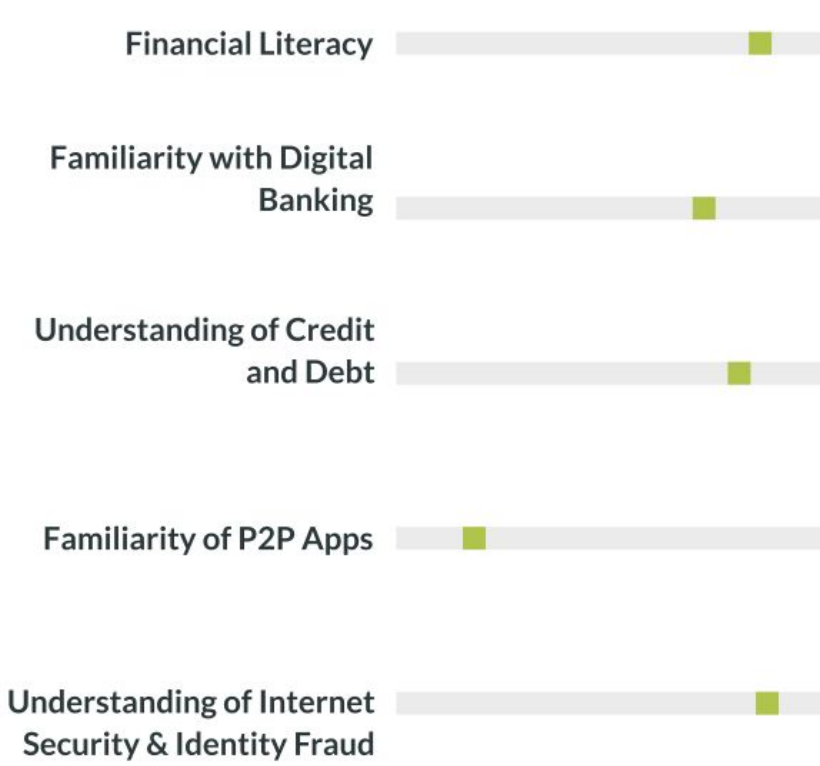 Financial Literacy
Familiarity with Digital
Banking
Understanding of Credit
and Debt
Familiarity of P2P Apps
Understanding of Internet
Security & Identity Fraud